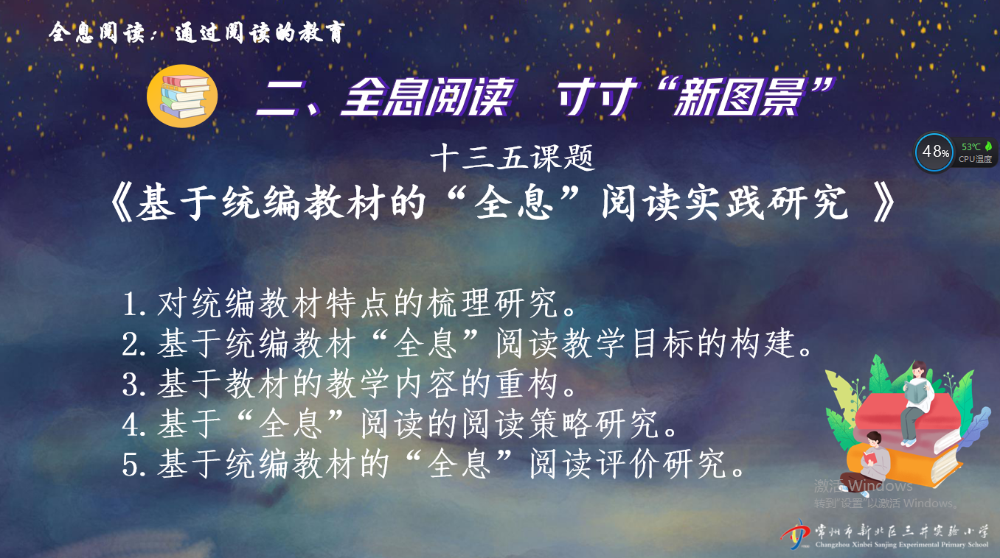 全息阅读：通过阅读的教育
二、全息阅读 寸寸“新图景”
十三五课题
48%
53℃
CPU温度
《基于统编教材的“全息”阅读实践研究 》
1.对统编教材特点的梳理研究。
2.基于统编教材“全息”阅读教学目标的构建。
3.基于教材的教学内容的重构。
4.基于“全息”阅读的阅读策略研究。
5.基于统编教材的“全息”阅读评价研究。
激活 Windows
转到“设置”以激活 Windows。
常州市新北区三井实验小学
Changzhou Xinbei Sanjing Experimental Primary School